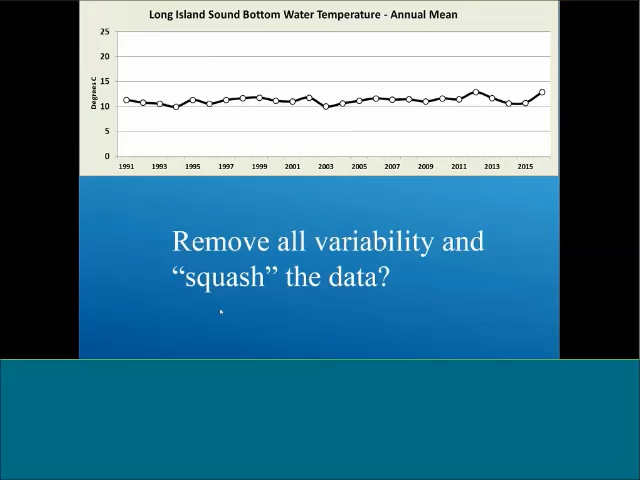 Long Island Sound Bottom Water Temperature - Annual Mean
25
20
15
10
5
0
Degrees C
1991 1993 1995 1997 1999 2001 2003 2005 2007 2009 2011 2013 2015
Remove all variability and
“squash” the data?